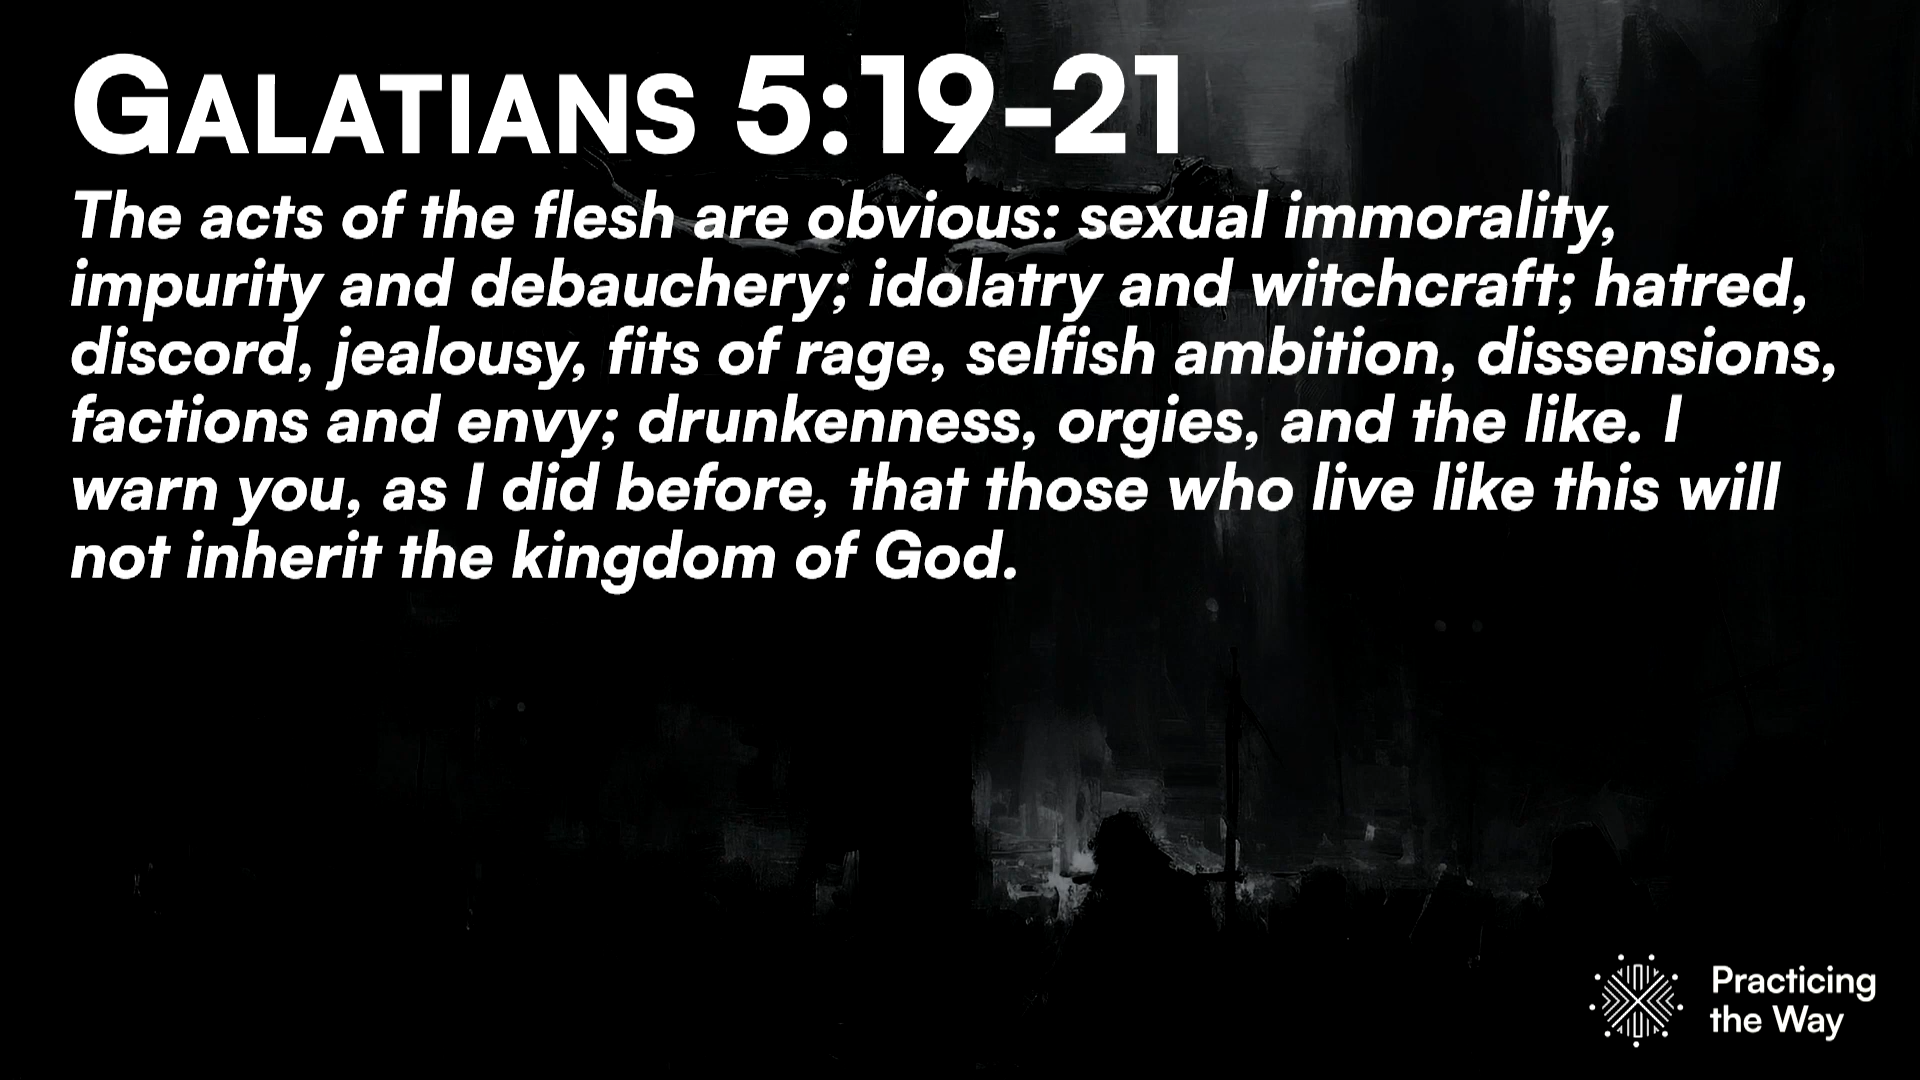 GALATIANS 5:19-21
The acts of the flesh are obvious: sexual immorality,
impurity and debauchery; idolatry and witchcraft; hatred,
discord, jealousy, fits of rage, selfish ambition, dissensions,
factions and envy; drunkenness, orgies, and the like. I
warn you, as I did before, that those who live like this will
not inherit the kingdom of God.
Practicing
the Way